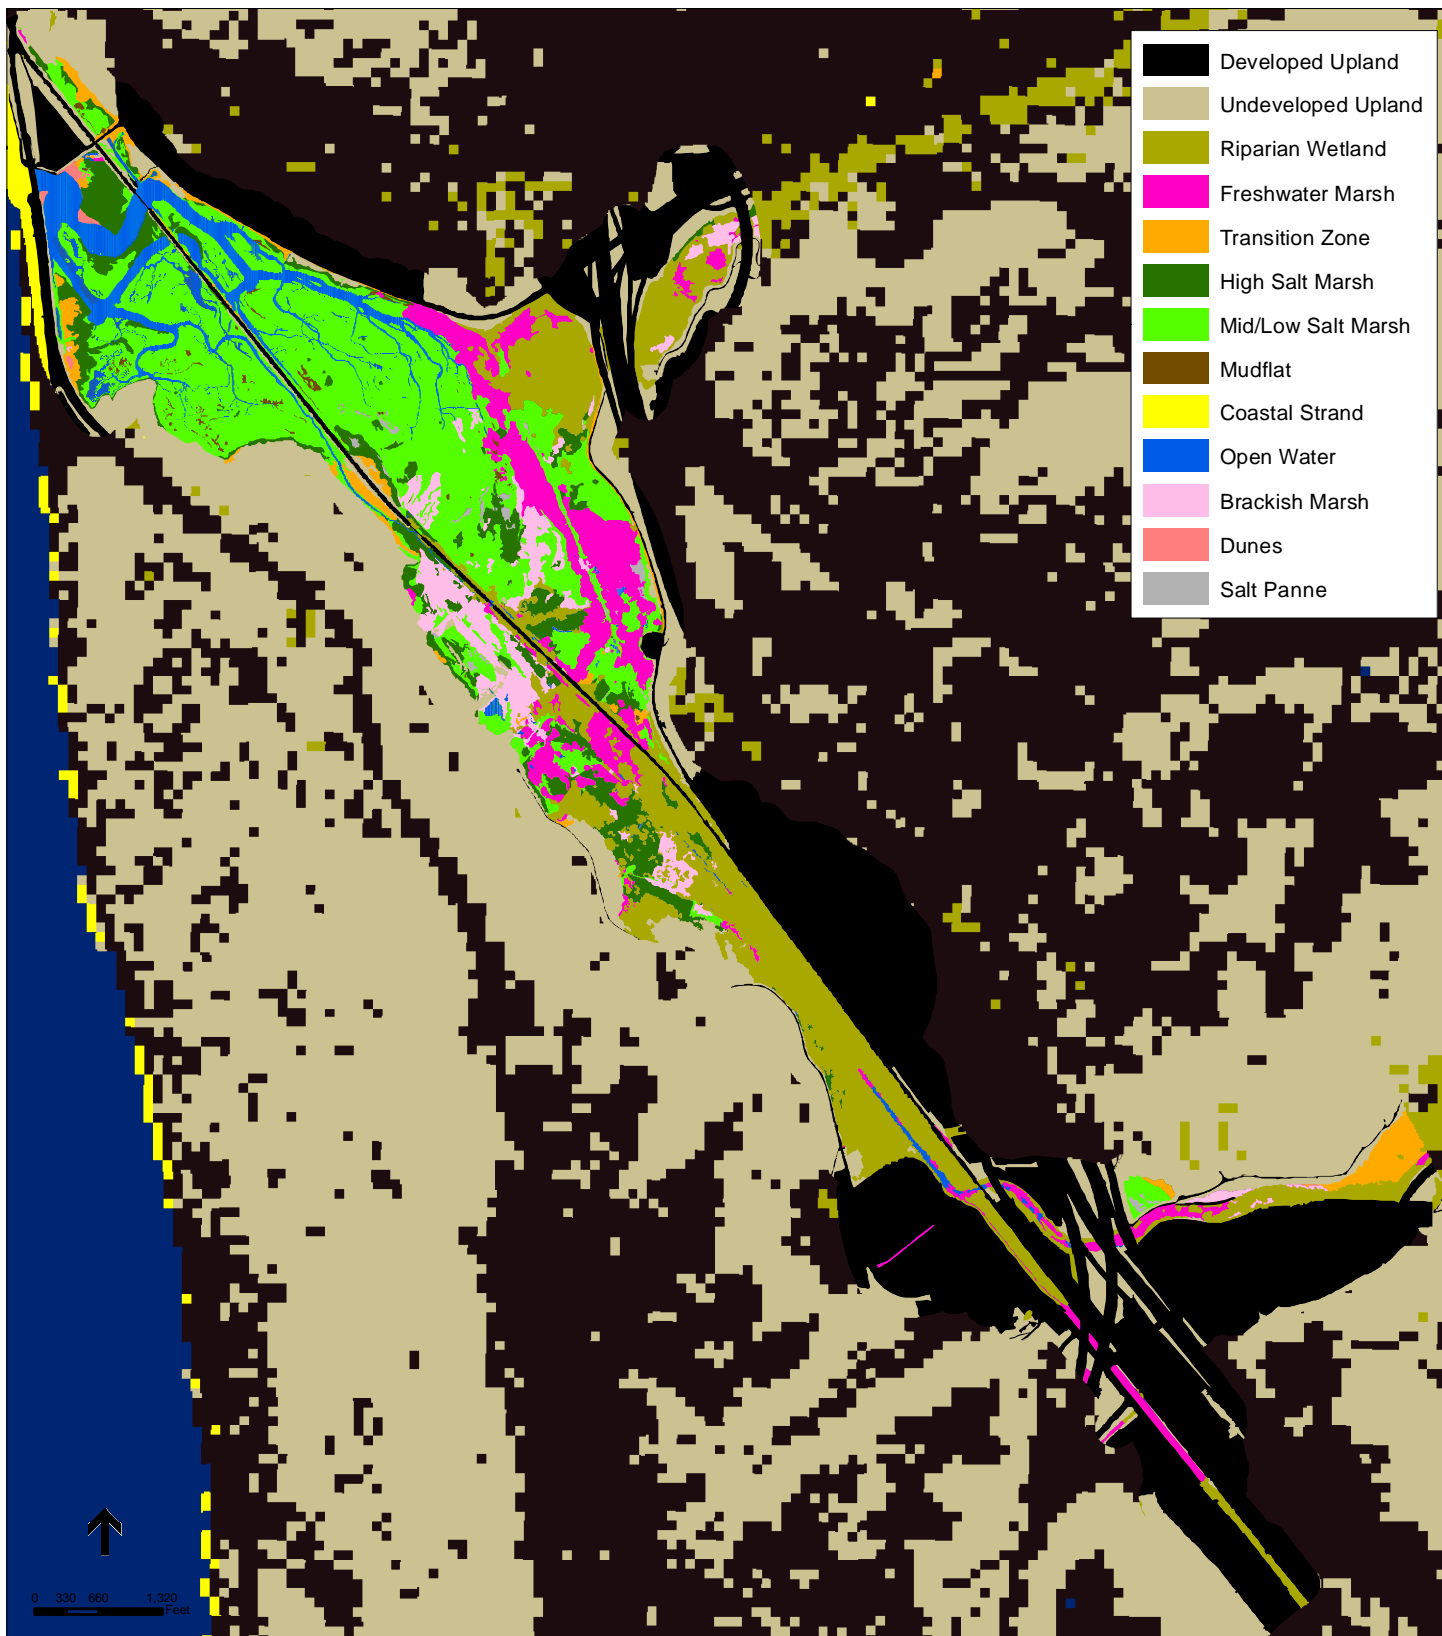 Developed Upland
Undeveloped Upland
Riparian Wetland
Freshwater Marsh
Transition Zone
High Salt Marsh
Mid/Low Salt Marsh
Mudflat
Coastal Strand
Open Water
Brackish Marsh
Dunes
Salt Panne
0 330 660 1,320
Feet